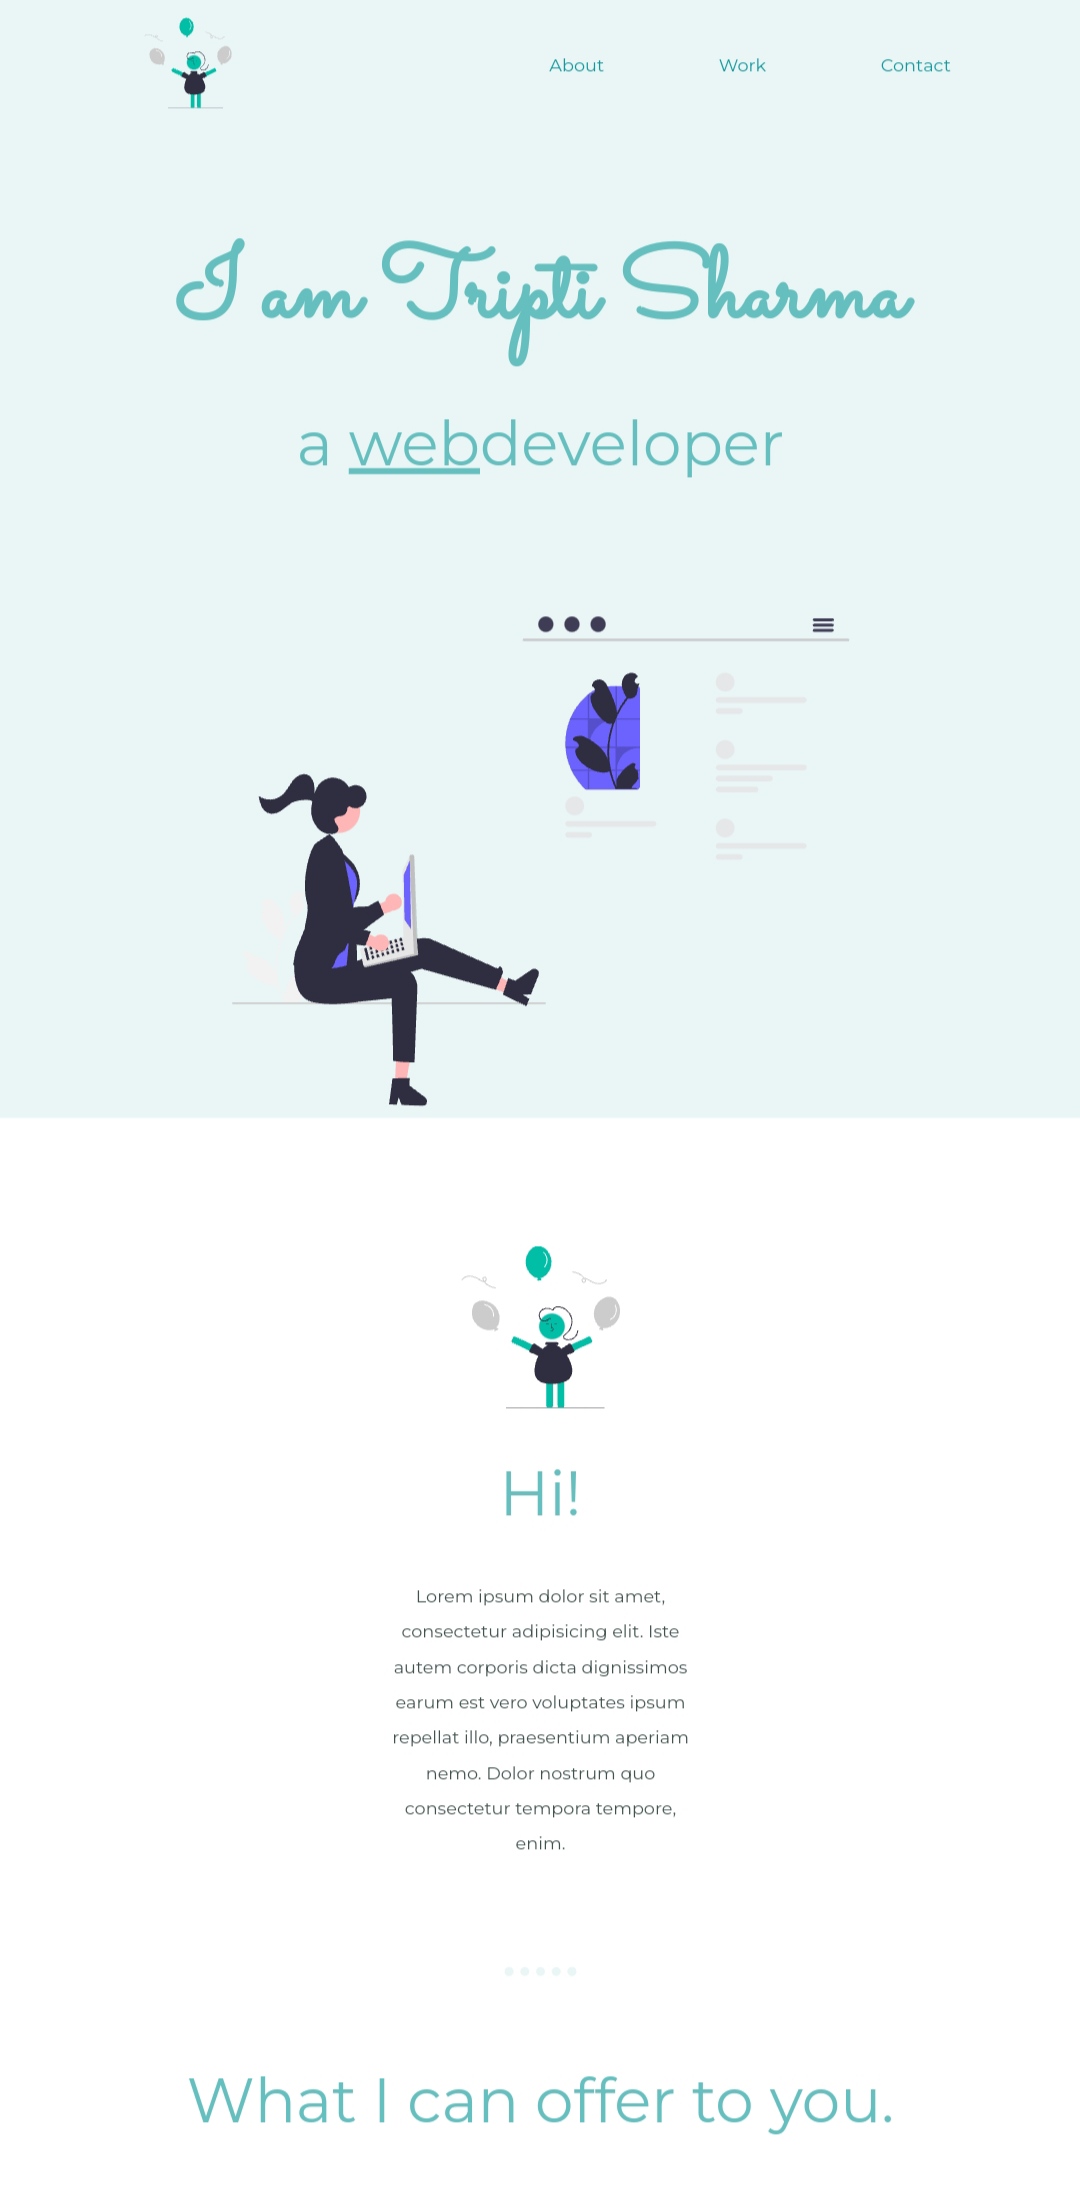 About Work Contact
I am Tripti Sharma
a webdeveloper
Hi!
Lorem ipsum dolor sit amet,
consectetur adipisicing elit. Iste
autem corporis dicta dignissimos
earum est vero voluptates ipsum
repellat illo, praesentium aperiam
nemo. Dolor nostrum quo
consectetur tempora tempore,
enim.
What I can offer to you.